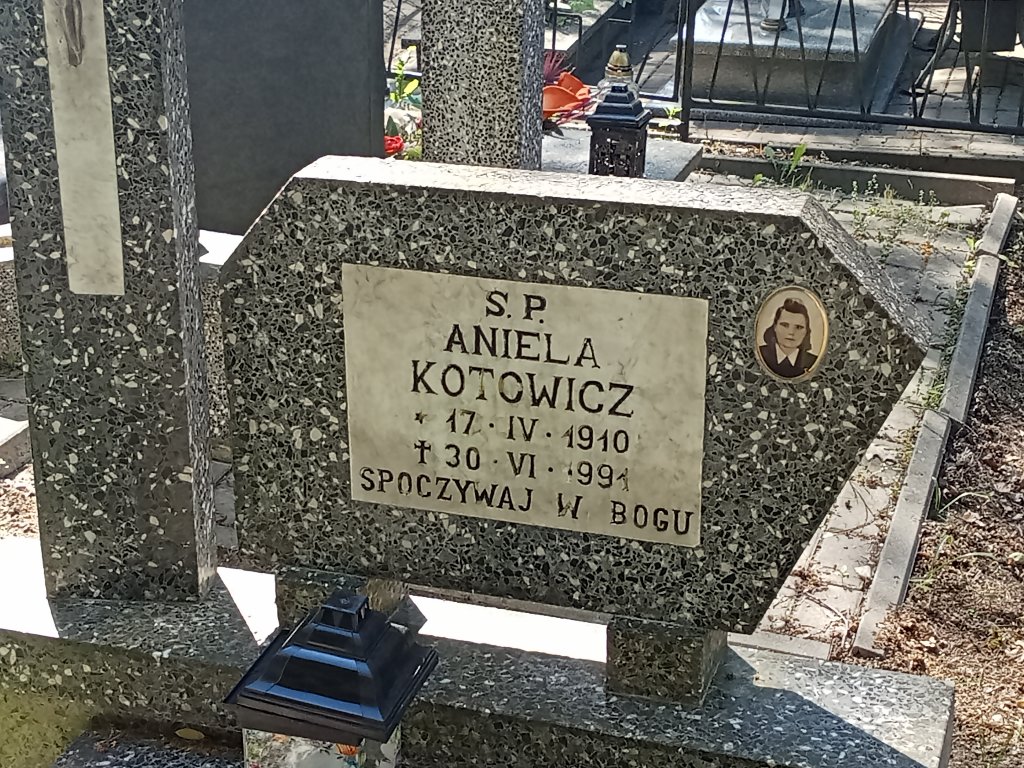 S. P.
ANIELA
KOTOWICZ
* 17 · IV · 1910
✝ 30 · VI · 1991
SPOCZYWAJ W BOGU